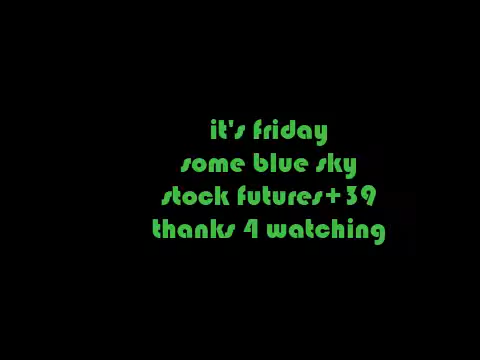 it's friday
some blue sky
stock futures+39
thanks 4 watching